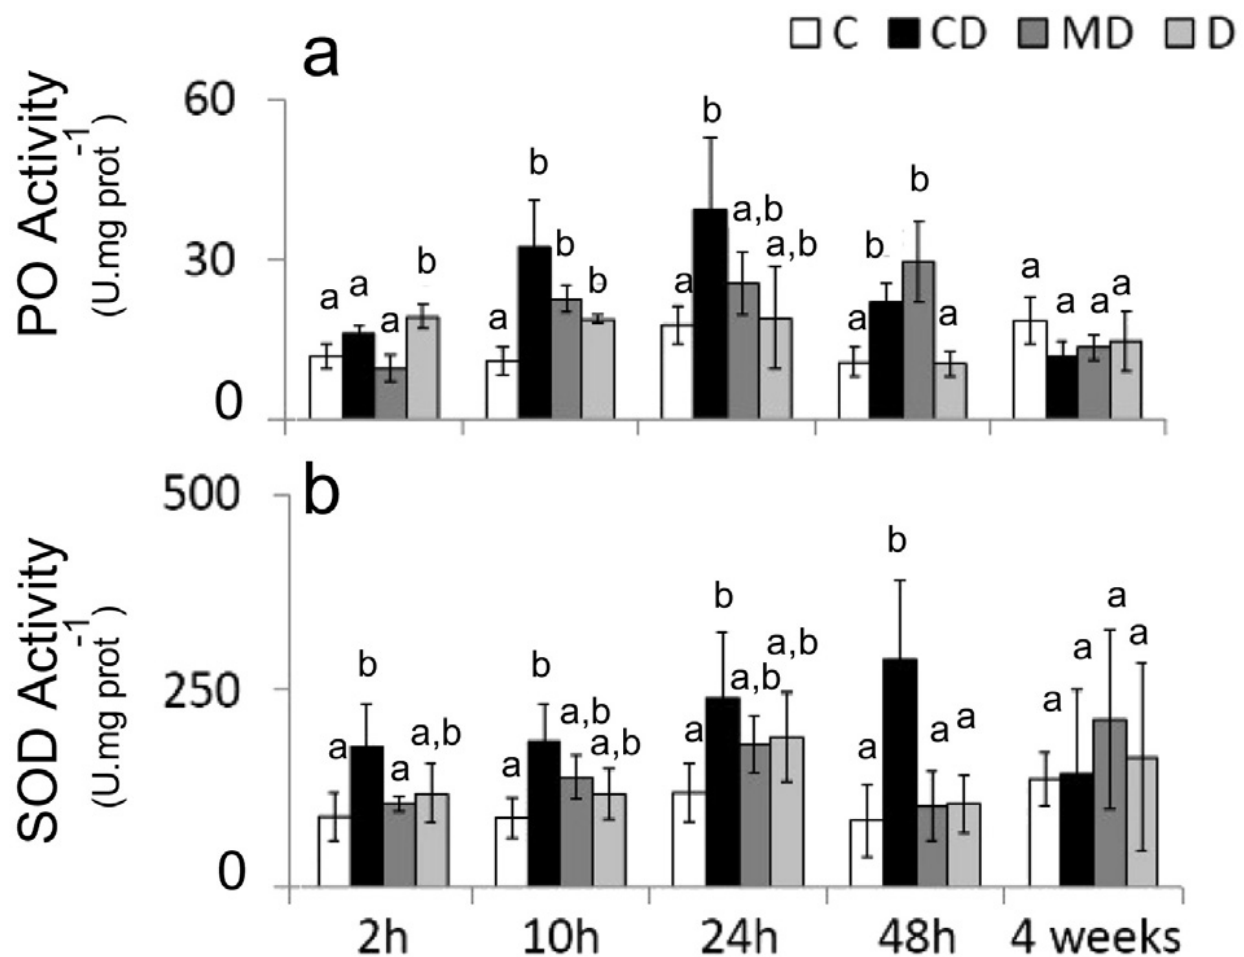 C CD MD D
a
PO Activity
(U.mg prot -1)
60
30
0
a a a b
a b b b
a b a,b a,b
a b b a
a a a a
b
SOD Activity
(U.mg prot -1)
500
250
0
a b a a,b
a b a,b a,b
a b a,b a,b
a b a a
a a a a
2h 10h 24h 48h 4 weeks